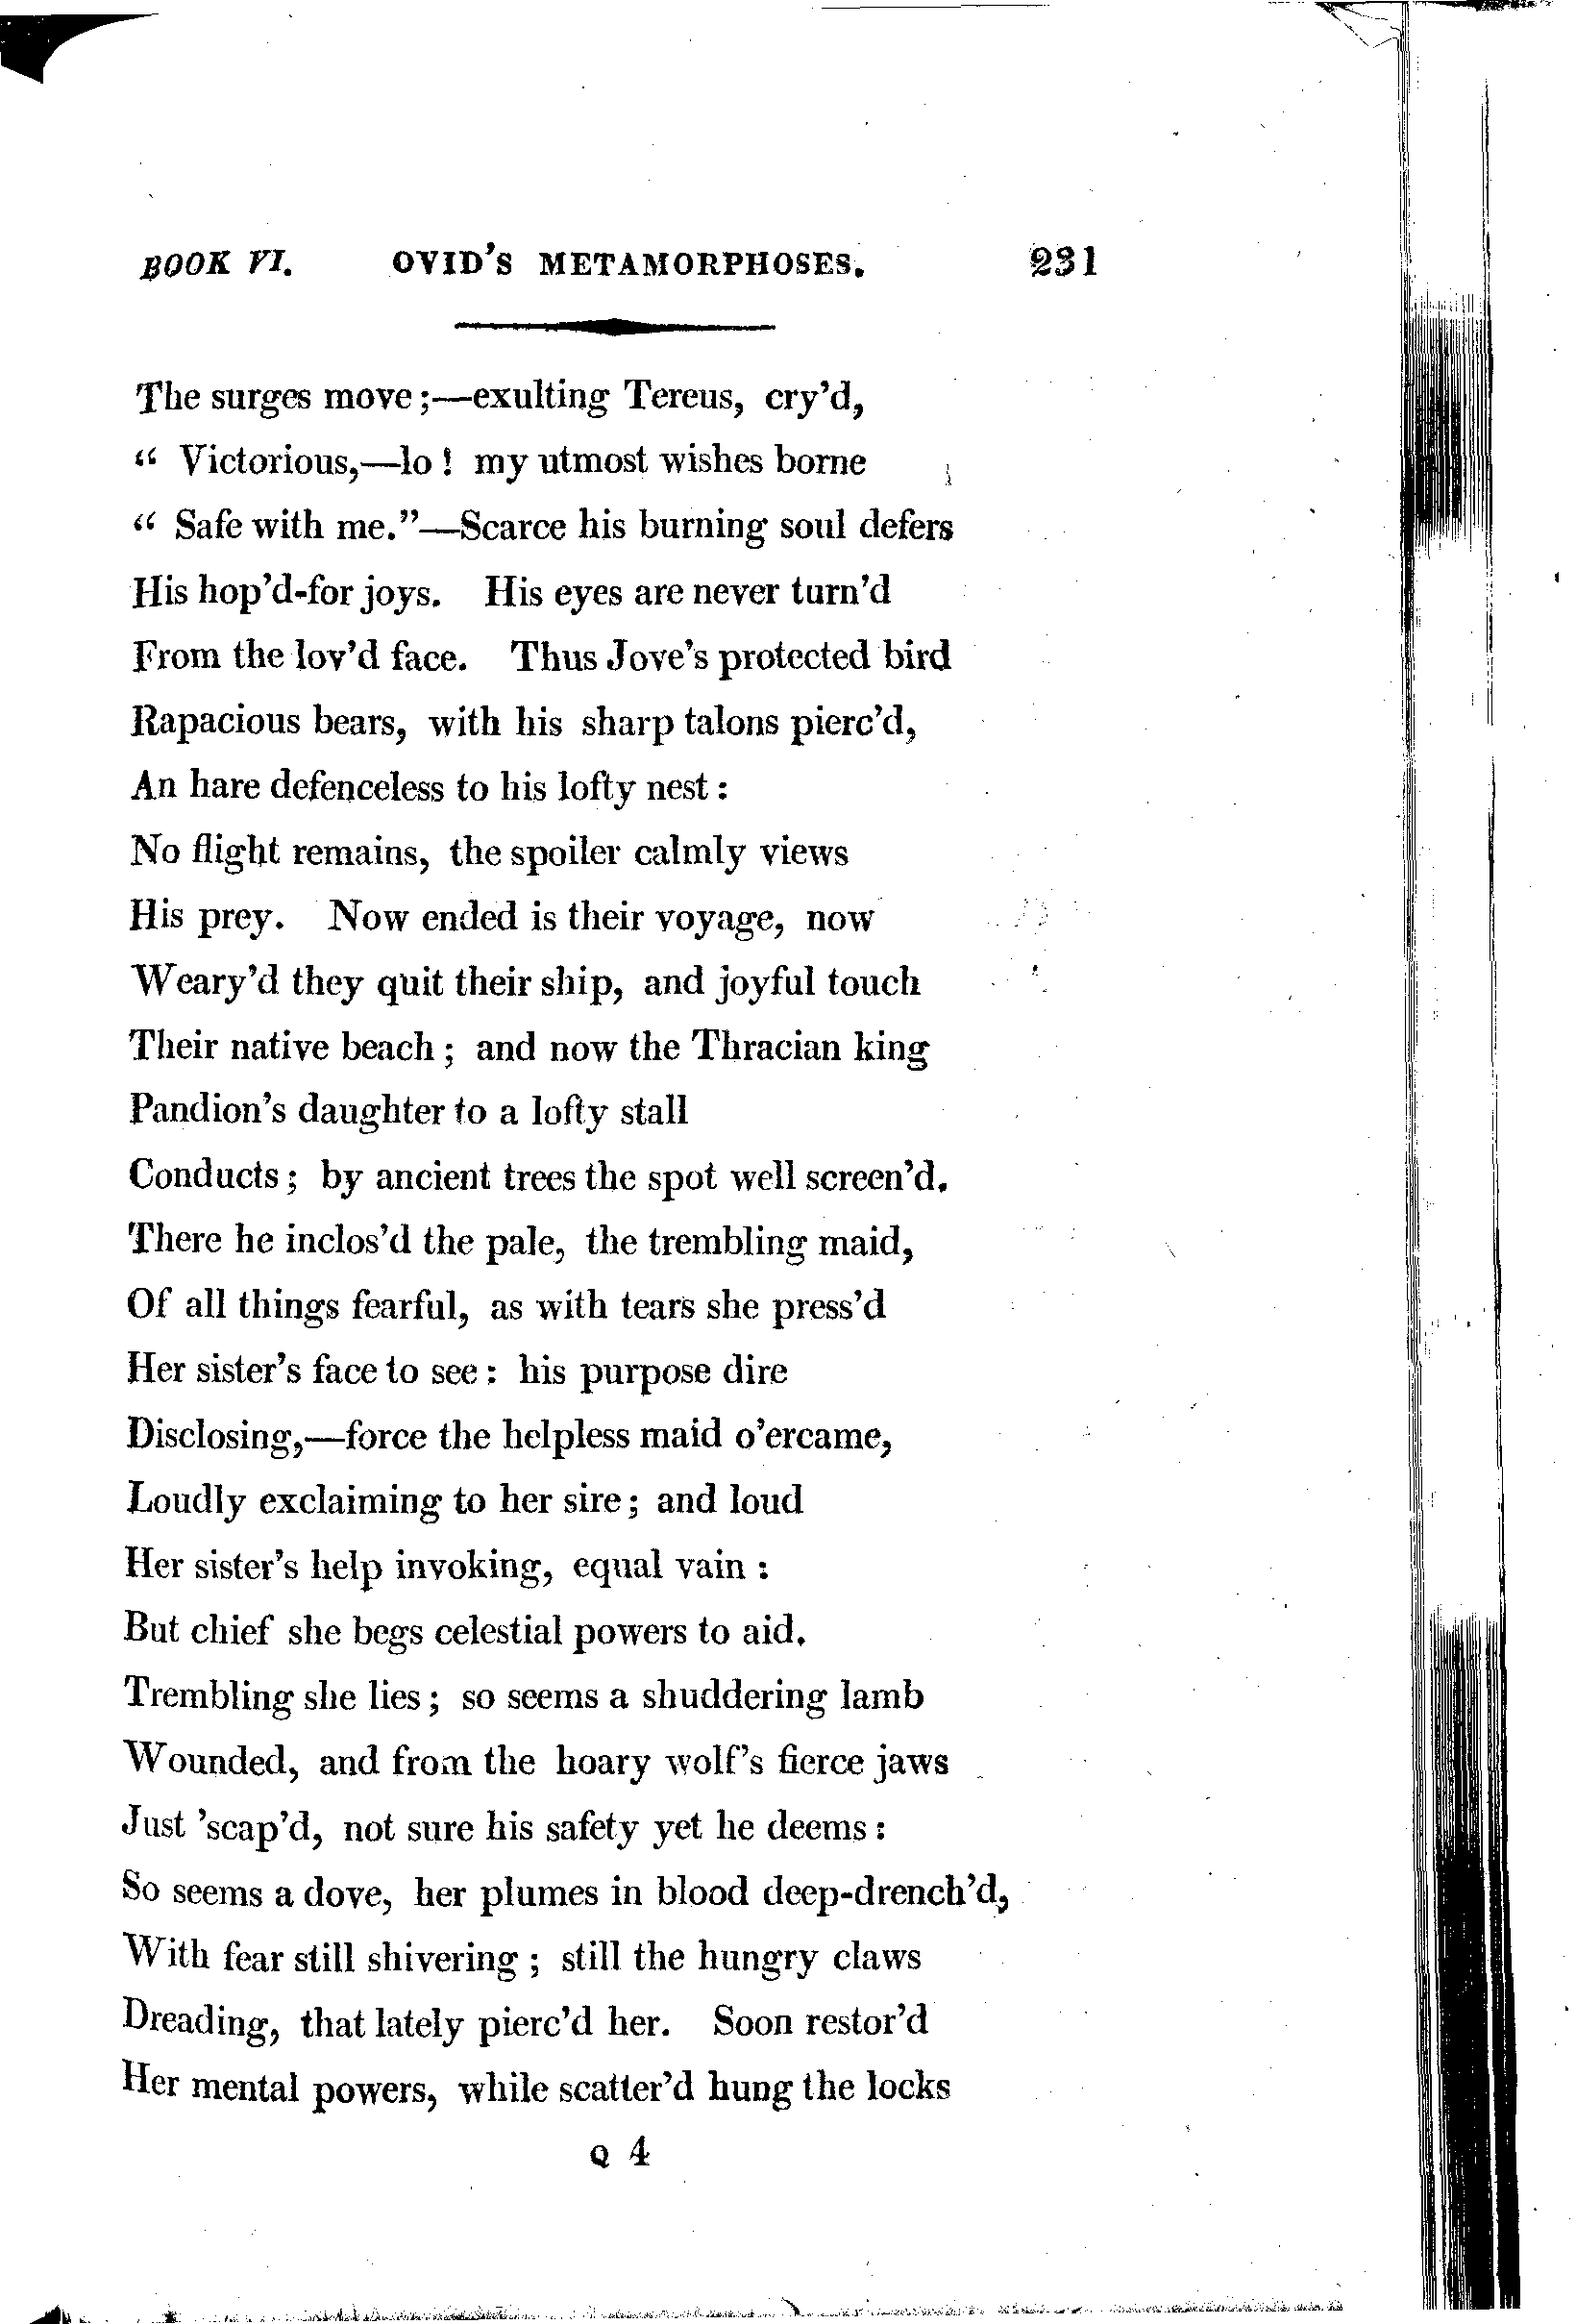 BOOK VI. OVID'S METAMORPHOSES. 231
The surges move;—exulting Tereus, cry'd,
“ Victorious,—lo! my utmost wishes borne
“ Safe with me.”—Scarce his burning soul defers
His hop'd-for joys. His eyes are never turn'd
From the lov'd face. Thus Jove's protected bird
Rapacious bears, with his sharp talons pierc'd,
An hare defenceless to his lofty nest:
No flight remains, the spoiler calmly views
His prey. Now ended is their voyage, now
Weary'd they quit their ship, and joyful touch
Their native beach; and now the Thracian king
Pandion's daughter to a lofty stall
Conducts; by ancient trees the spot well screen'd.
There he inclos'd the pale, the trembling maid,
Of all things fearful, as with tears she press'd
Her sister's face to see: his purpose dire
Disclosing,—force the helpless maid o'ercame,
Loudly exclaiming to her sire; and loud
Her sister's help invoking, equal vain:
But chief she begs celestial powers to aid.
Trembling she lies; so seems a shuddering lamb
Wounded, and from the hoary wolf's fierce jaws
Just 'scap'd, not sure his safety yet he deems:
So seems a dove, her plumes in blood deep-drench'd,
With fear still shivering; still the hungry claws
Dreading, that lately pierc'd her. Soon restor'd
Her mental powers, while scatter'd hung the locks
Q 4